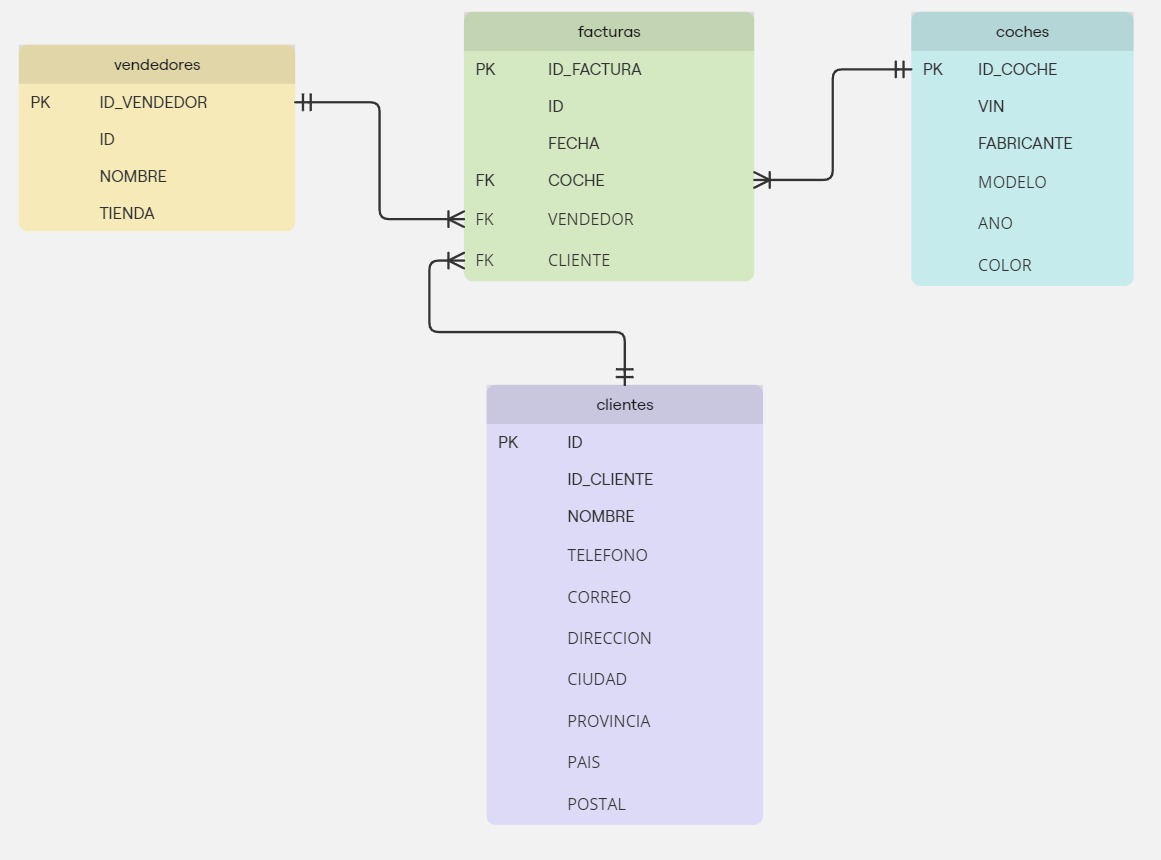 vendedores
PK ID_VENDEDOR
ID
NOMBRE
TIENDA
facturas
PK ID_FACTURA
ID
FECHA
FK COCHE
FK VENDEDOR
FK CLIENTE
coches
PK ID_COCHE
VIN
FABRICANTE
MODELO
ANO
COLOR
clientes
PK ID
ID_CLIENTE
NOMBRE
TELEFONO
CORREO
DIRECCION
CIUDAD
PROVINCIA
PAIS
POSTAL